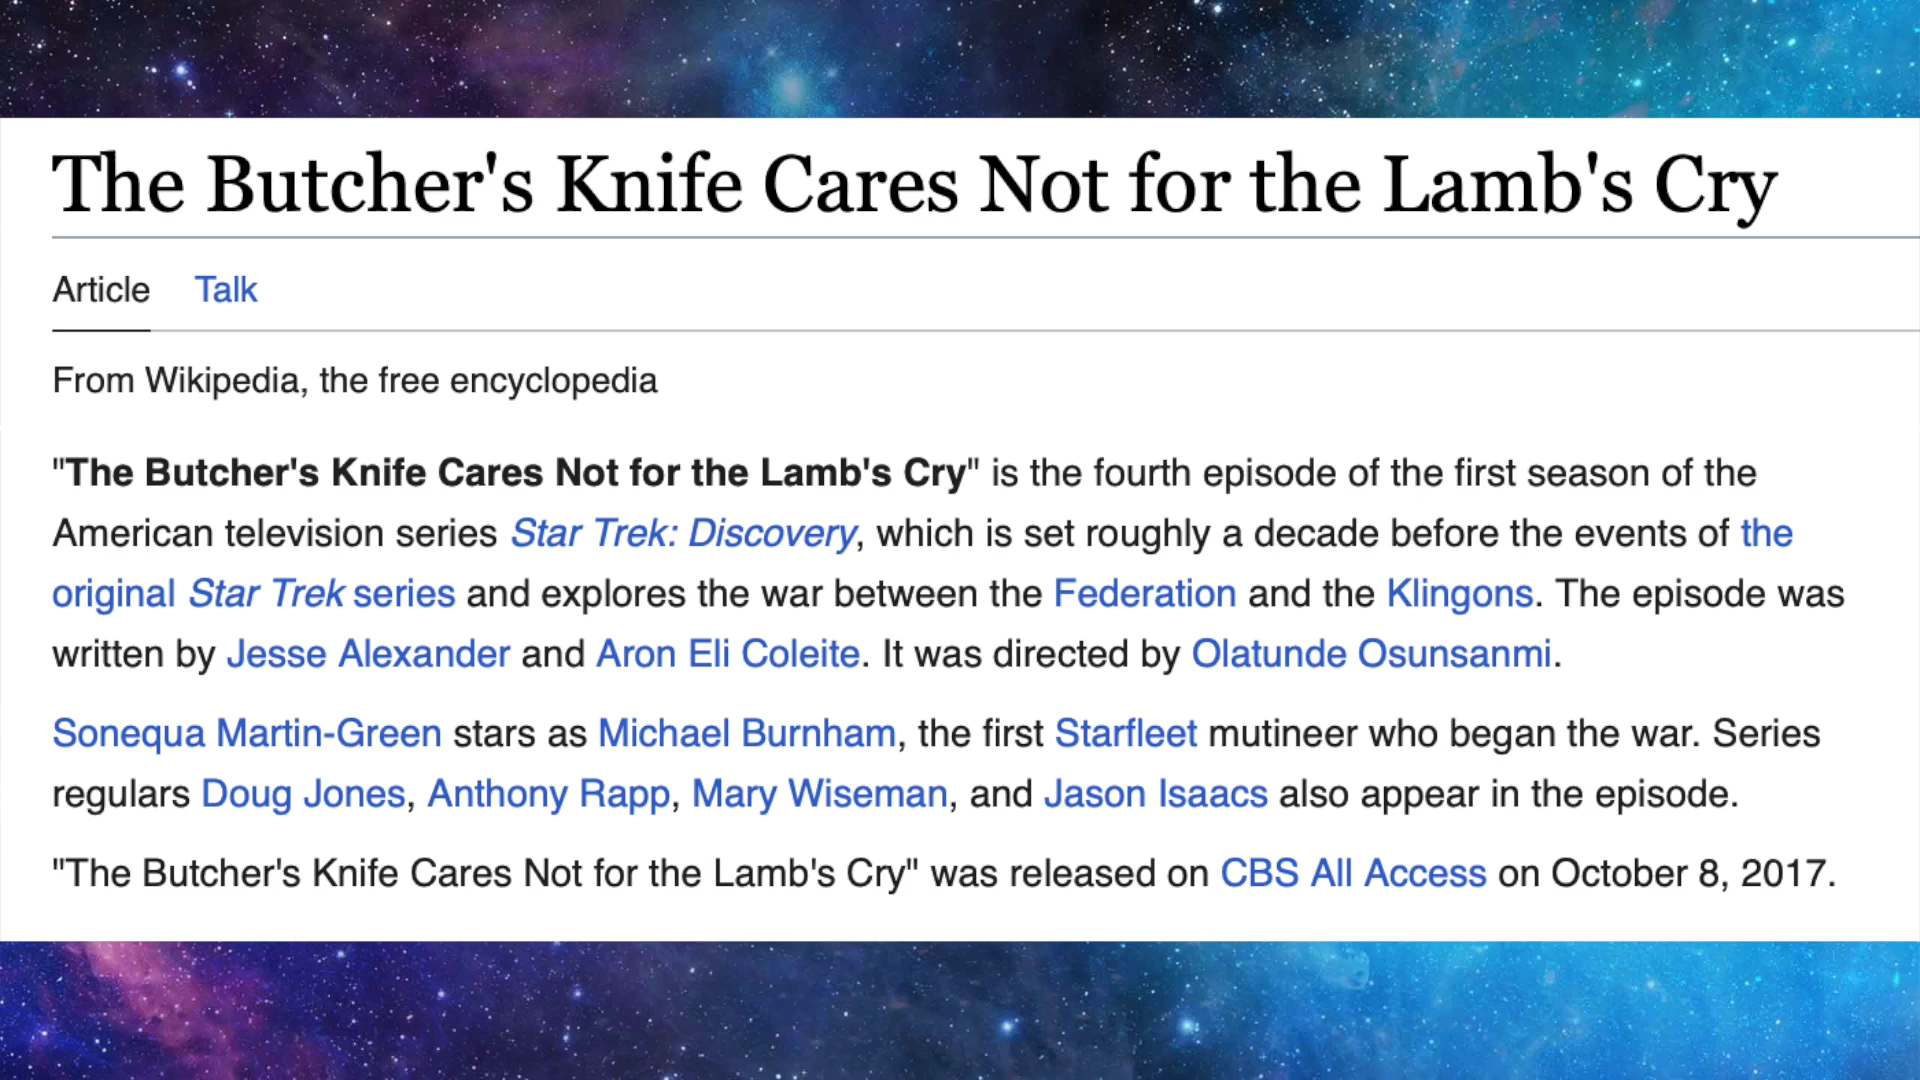 The Butcher's Knife Cares Not for the Lamb's Cry
Article Talk
From Wikipedia, the free encyclopedia
"The Butcher's Knife Cares Not for the Lamb's Cry" is the fourth episode of the first season of the
American television series Star Trek: Discovery, which is set roughly a decade before the events of the
original Star Trek series and explores the war between the Federation and the Klingons. The episode was
written by Jesse Alexander and Aron Eli Coleite. It was directed by Olatunde Osunsanmi.
Sonequa Martin-Green stars as Michael Burnham, the first Starfleet mutineer who began the war. Series
regulars Doug Jones, Anthony Rapp, Mary Wiseman, and Jason Isaacs also appear in the episode.
"The Butcher's Knife Cares Not for the Lamb's Cry" was released on CBS All Access on October 8, 2017.